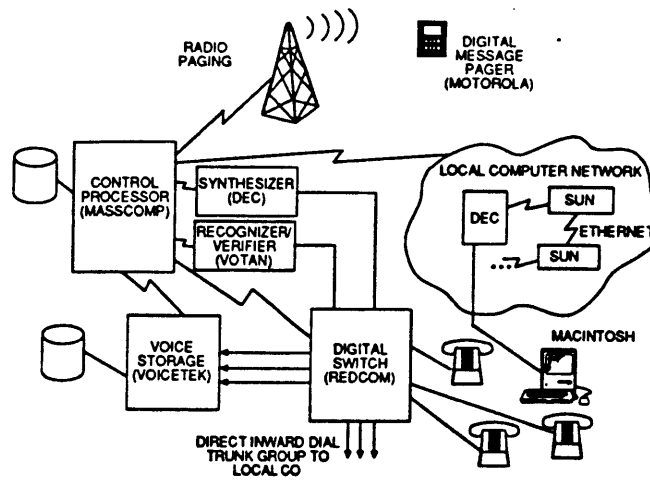 RADIO
PAGING
DIGITAL
MESSAGE
PAGER
(MOTOROLA)
CONTROL
PROCESSOR
(MASSCOMP)
SYNTHESIZER
(DEC)
RECOGNIZER/
VERIFIER
(VOTAN)
LOCAL COMPUTER NETWORK
DEC
SUN
ETHERNET
SUN
...
VOICE
STORAGE
(VOICETEK)
DIGITAL
SWITCH
(REDCOM)
MACINTOSH
DIRECT INWARD DIAL
TRUNK GROUP TO
LOCAL CO